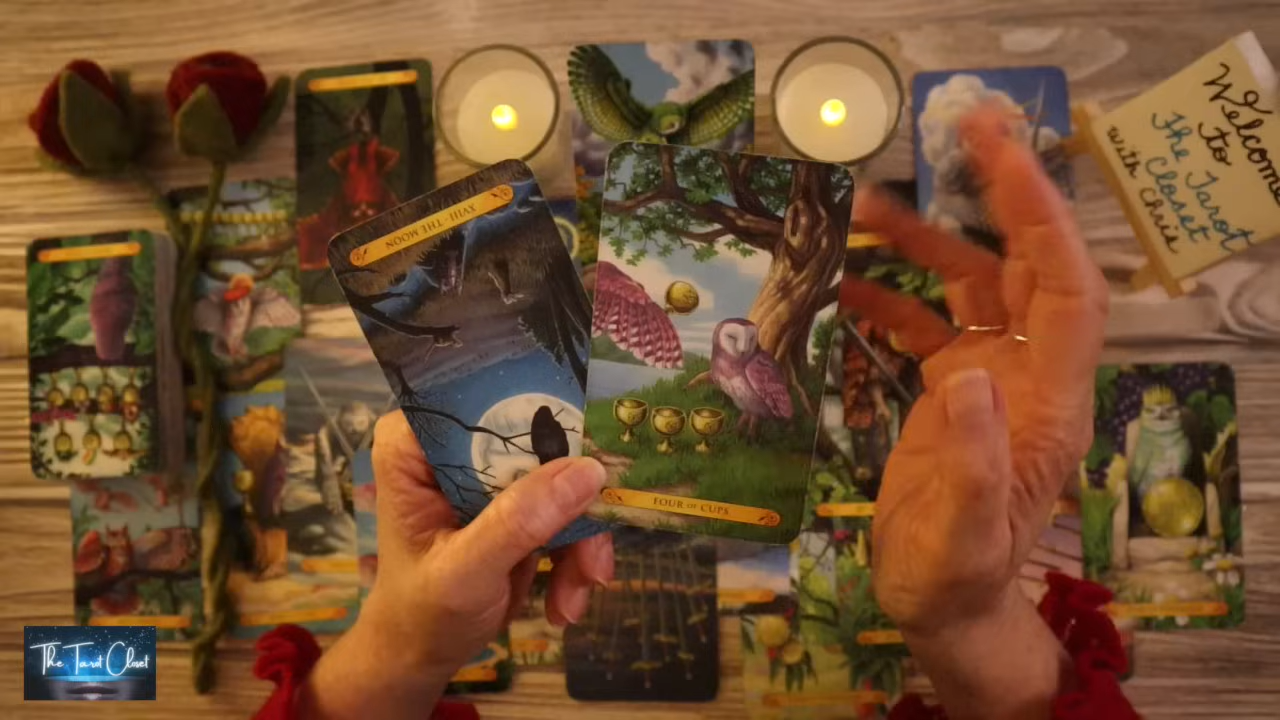 Welcome
To
The Tarot
Closet
with Chris
XVIII · THE MOON
FOUR OF CUPS
The Tarot Closet